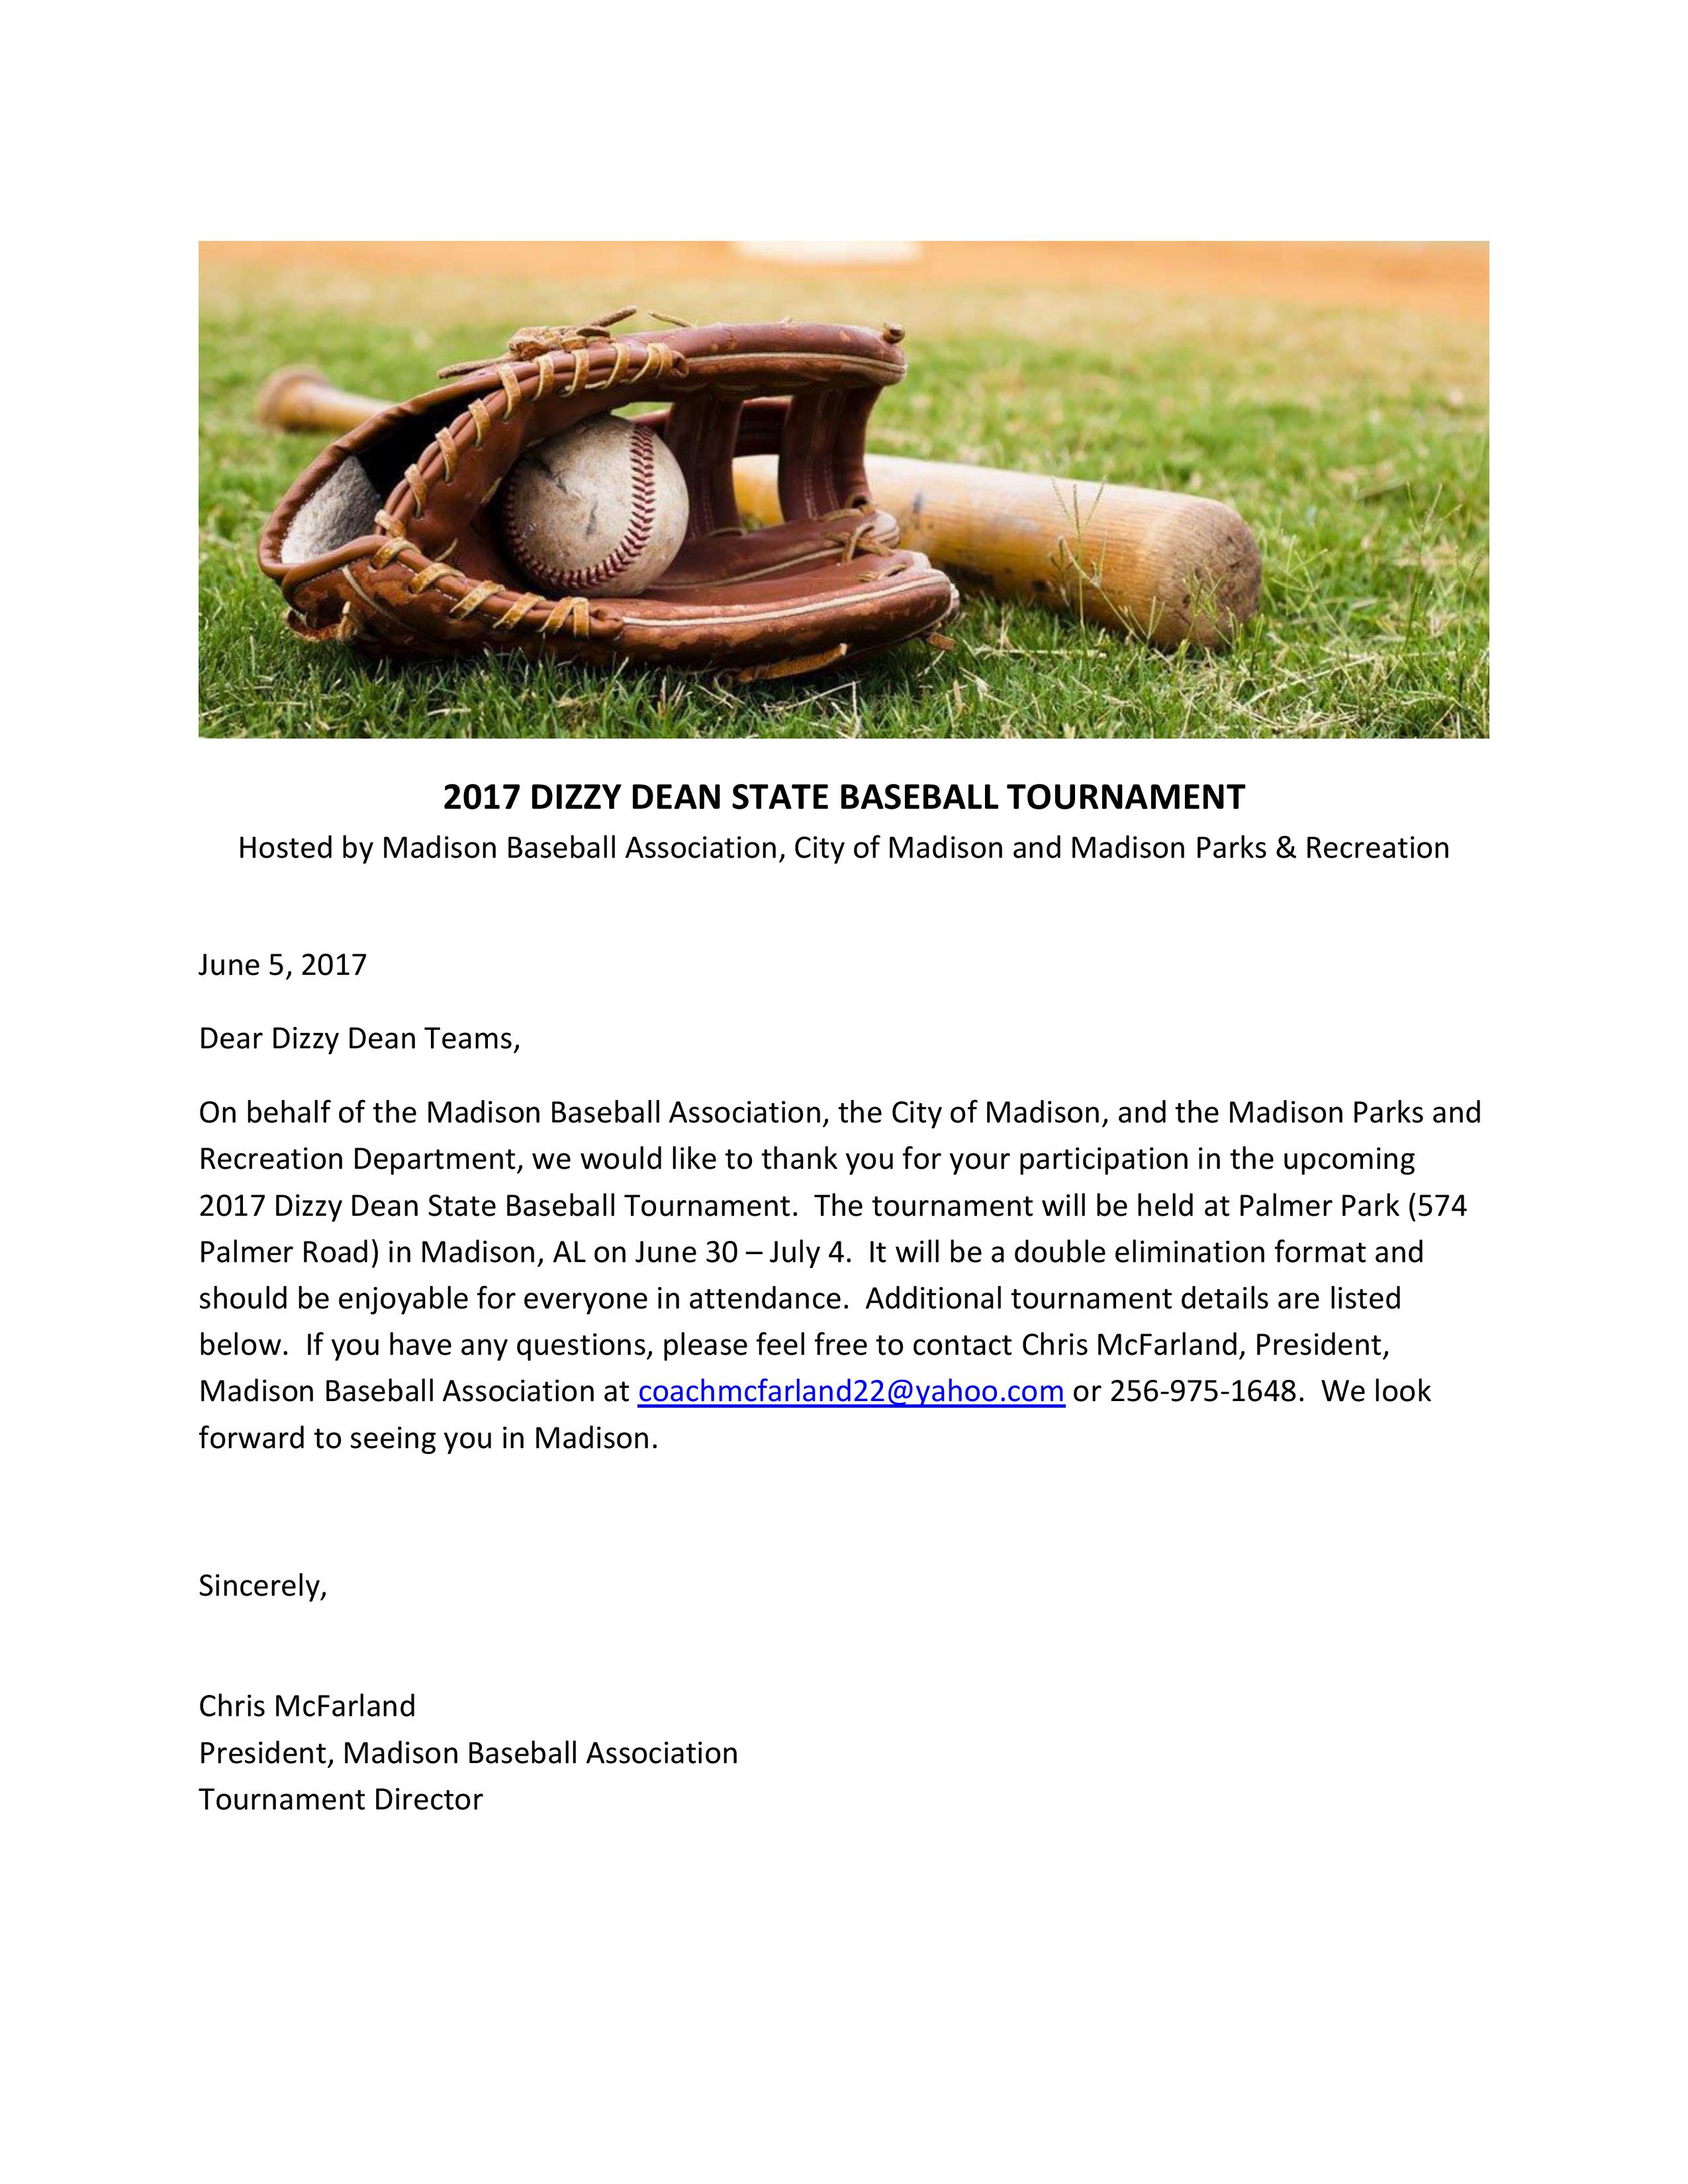 2017 DIZZY DEAN STATE BASEBALL TOURNAMENT
Hosted by Madison Baseball Association, City of Madison and Madison Parks & Recreation
June 5, 2017
Dear Dizzy Dean Teams,
On behalf of the Madison Baseball Association, the City of Madison, and the Madison Parks and
Recreation Department, we would like to thank you for your participation in the upcoming
2017 Dizzy Dean State Baseball Tournament.  The tournament will be held at Palmer Park (574
Palmer Road) in Madison, AL on June 30 – July 4.  It will be a double elimination format and
should be enjoyable for everyone in attendance.  Additional tournament details are listed
below.  If you have any questions, please feel free to contact Chris McFarland, President,
Madison Baseball Association at coachmcfarland22@yahoo.com or 256-975-1648.  We look
forward to seeing you in Madison.
Sincerely,
Chris McFarland
President, Madison Baseball Association
Tournament Director